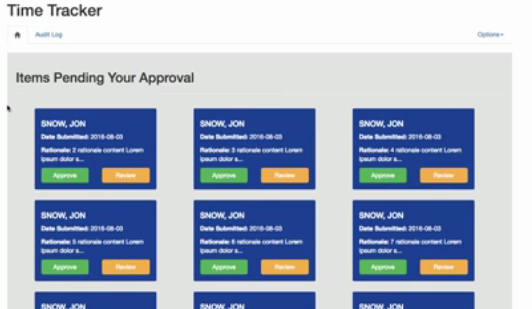 Time Tracker
Audit Log
Options
Items Pending Your Approval
SNOW, JON
Date Submitted: 2016-08-03
Rationale: 2 rationale content Lorem
ipsum dolor s...
Approve Review
SNOW, JON
Date Submitted: 2016-08-03
Rationale: 3 rationale content Lorem
ipsum dolor s...
Approve Review
SNOW, JON
Date Submitted: 2016-08-03
Rationale: 4 rationale content Lorem
ipsum dolor s...
Approve Review
SNOW, JON
Date Submitted: 2016-08-03
Rationale: 5 rationale content Lorem
ipsum dolor s...
Approve Review
SNOW, JON
Date Submitted: 2016-08-03
Rationale: 6 rationale content Lorem
ipsum dolor s...
Approve Review
SNOW, JON
Date Submitted: 2016-08-03
Rationale: 7 rationale content Lorem
ipsum dolor s...
Approve Review
SNOW, JON
SNOW, JON
SNOW, JON